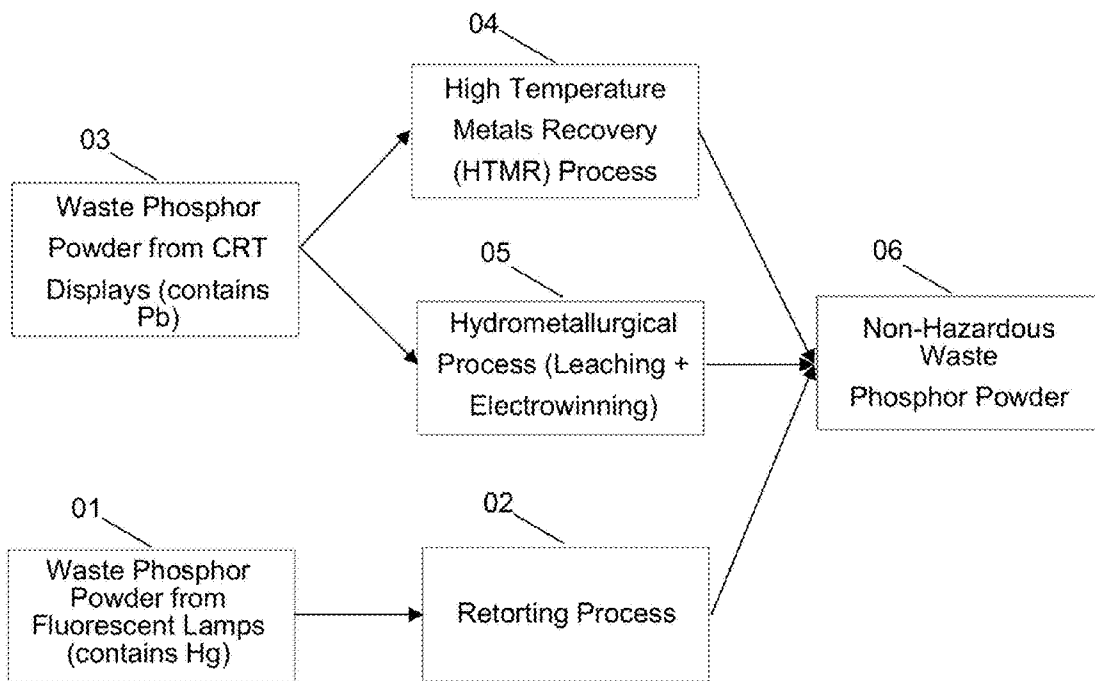 04
High Temperature
Metals Recovery
(HTMR) Process
03
Waste Phosphor
Powder from CRT
Displays (contains
Pb)
05
Hydrometallurgical
Process (Leaching +
Electrowinning)
06
Non-Hazardous
Waste
Phosphor Powder
01
Waste Phosphor
Powder from
Fluorescent Lamps
(contains Hg)
02
Retorting Process